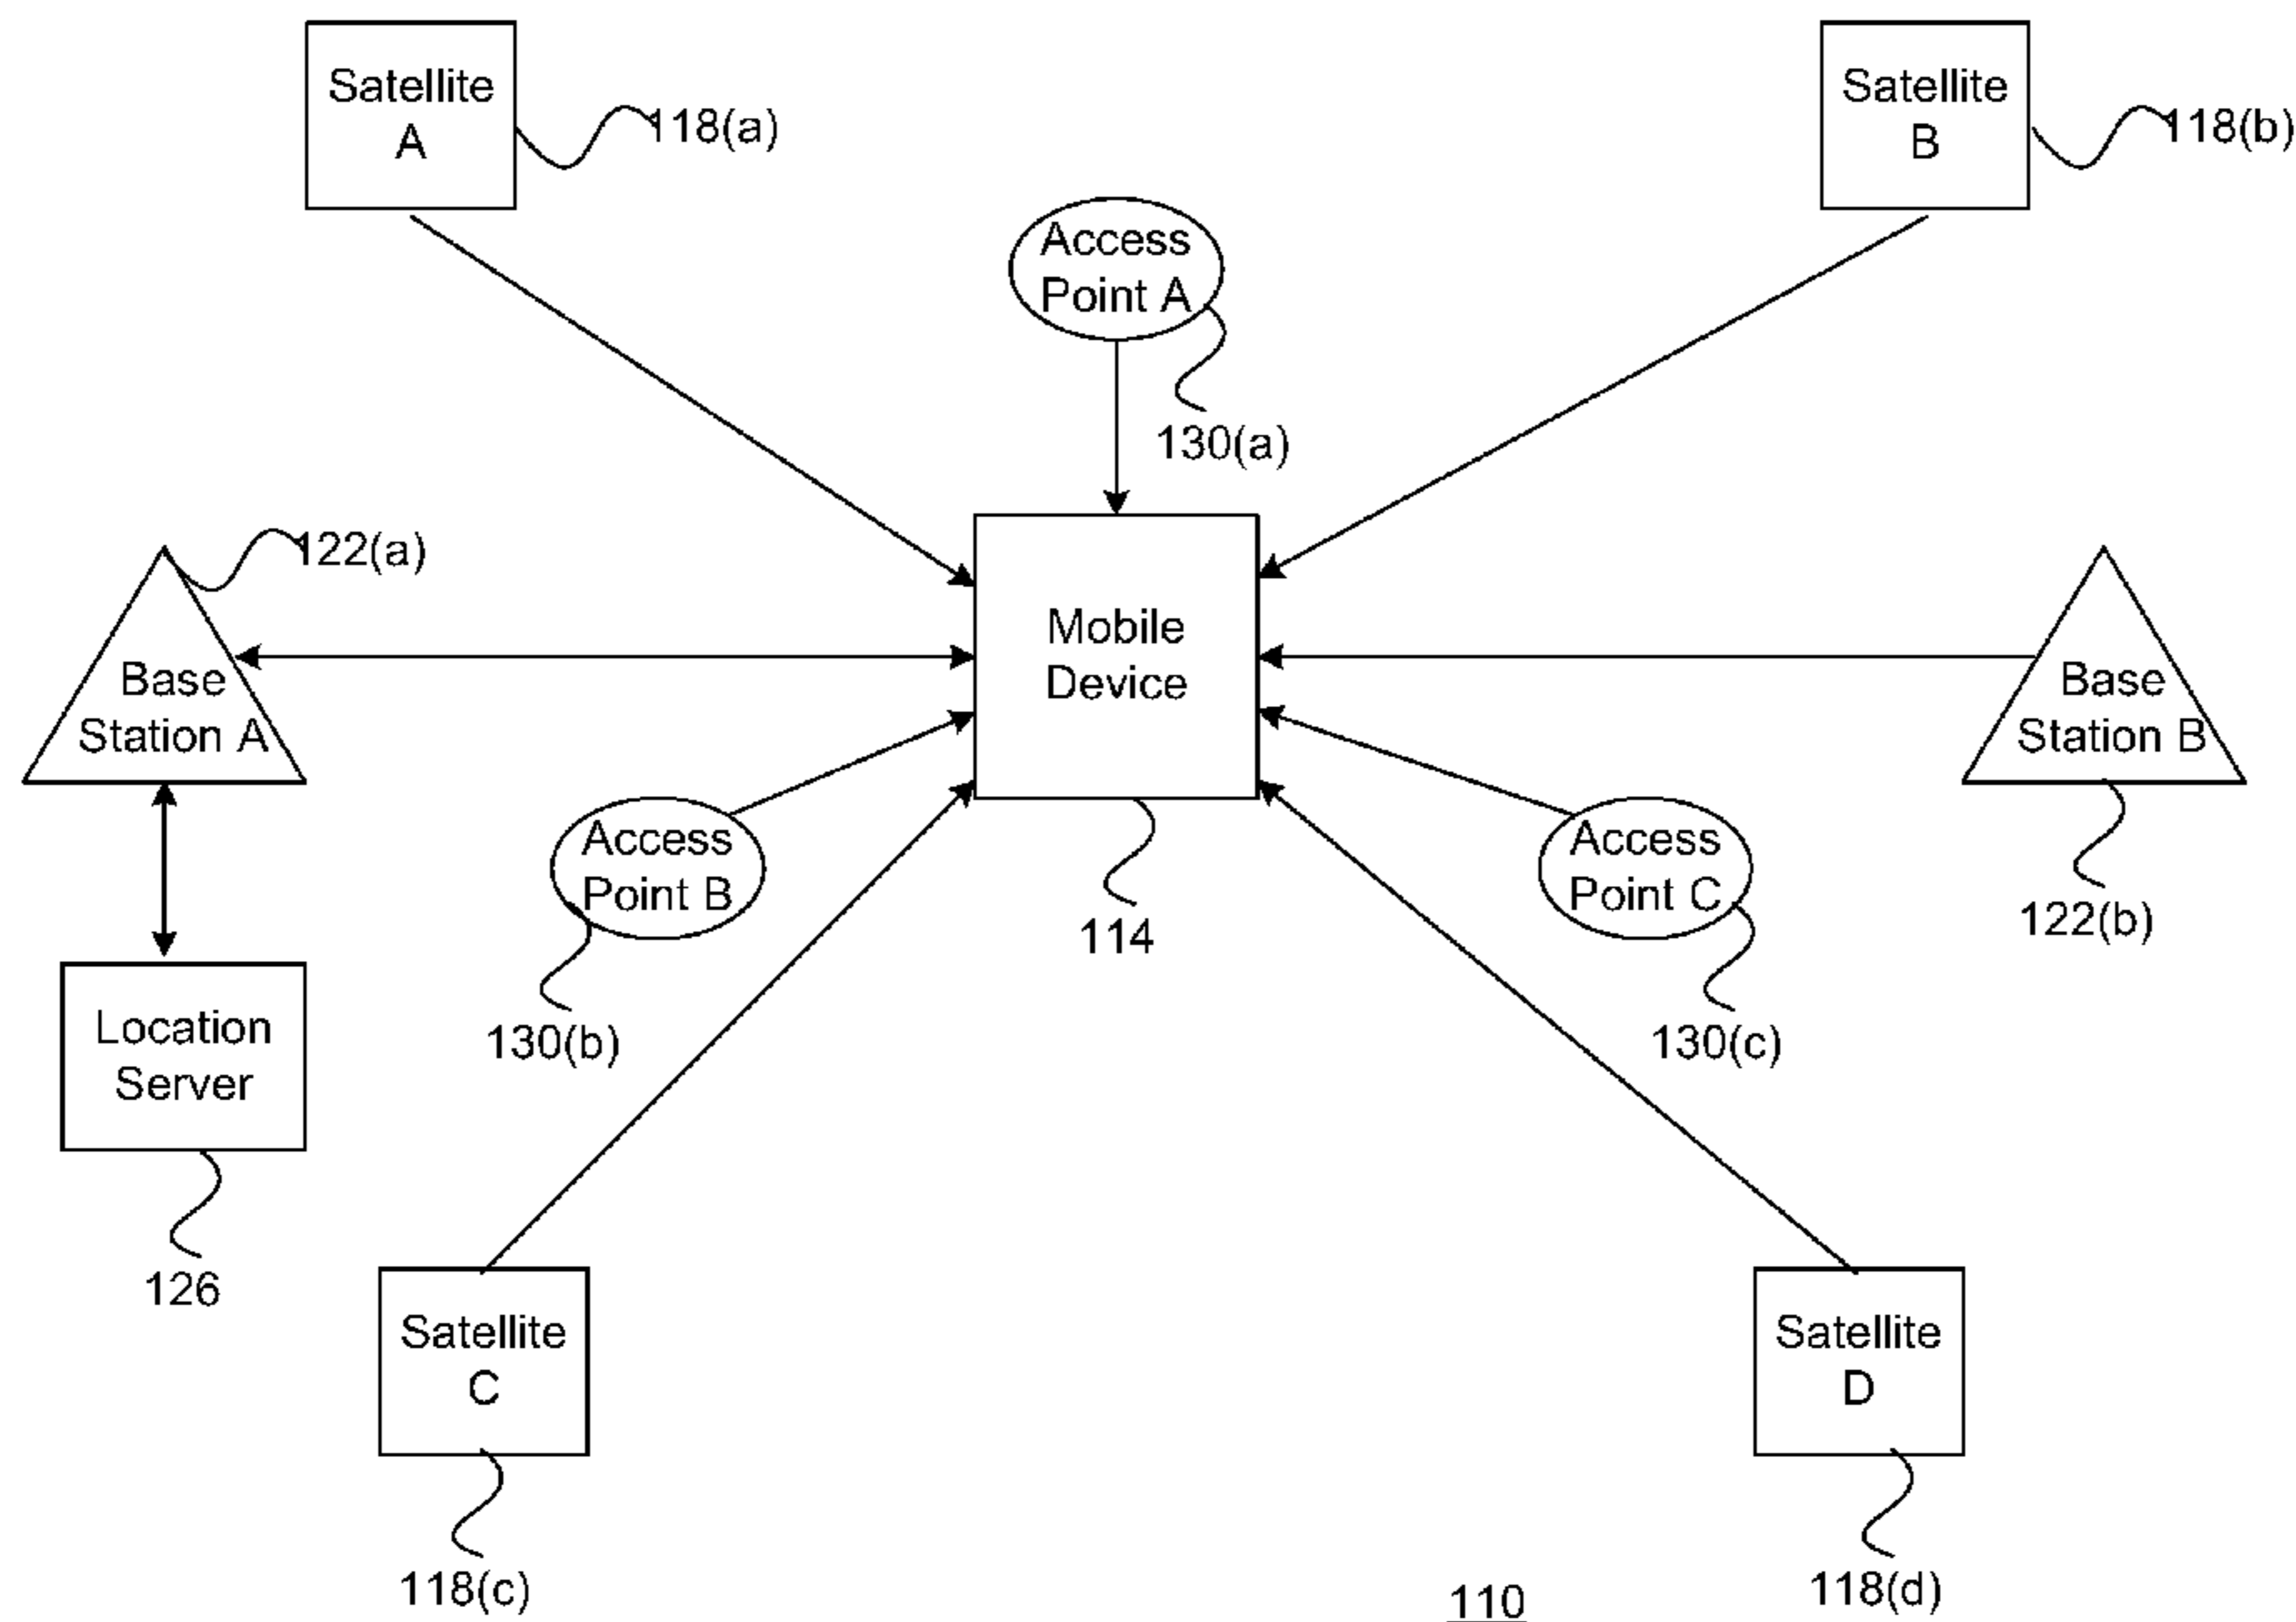 Satellite
A
118(a)
Satellite
B
118(b)
Access
Point A
130(a)
122(a)
Base
Station A
Mobile
Device
114
Base
Station B
122(b)
Access
Point B
130(b)
Access
Point C
130(c)
Location
Server
126
Satellite
C
118(c)
Satellite
D
118(d)
110